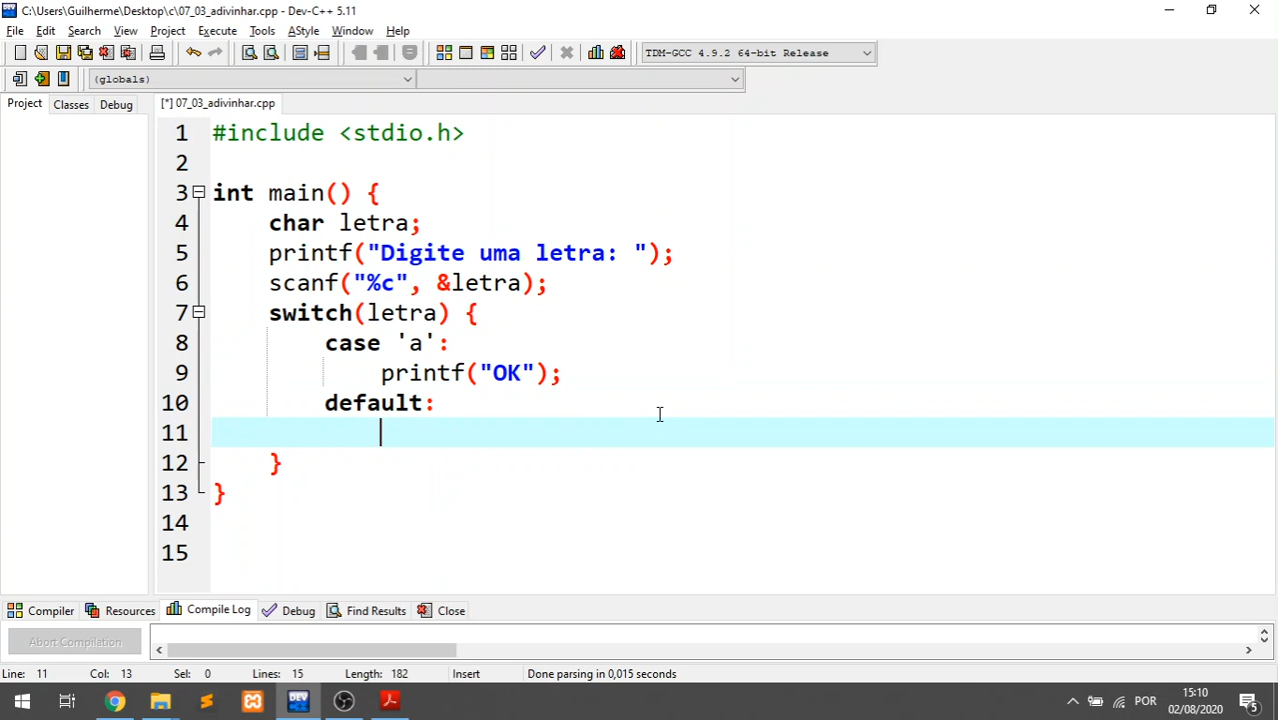 C:\Users\Guilherme\Desktop\c\07_03_adivinhar.cpp - Dev-C++ 5.11
File Edit Search View Project Execute Tools AStyle Window Help
TDM-GCC 4.9.2 64-bit Release
(globals)
Project Classes Debug [*] 07_03_adivinhar.cpp
1 #include <stdio.h>
2
3 int main() {
4 char letra;
5 printf("Digite uma letra: ");
6 scanf("%c", &letra);
7 switch(letra) {
8 case 'a':
9 printf("OK");
10 default:
11
12 }
13 }
14
15
Compiler Resources Compile Log Debug Find Results Close
Abort Compilation
Line: 11 Col: 13 Sel: 0 Lines: 15 Length: 182 Insert Done parsing in 0,015 seconds
DEV POR 15:10
02/08/2020 5